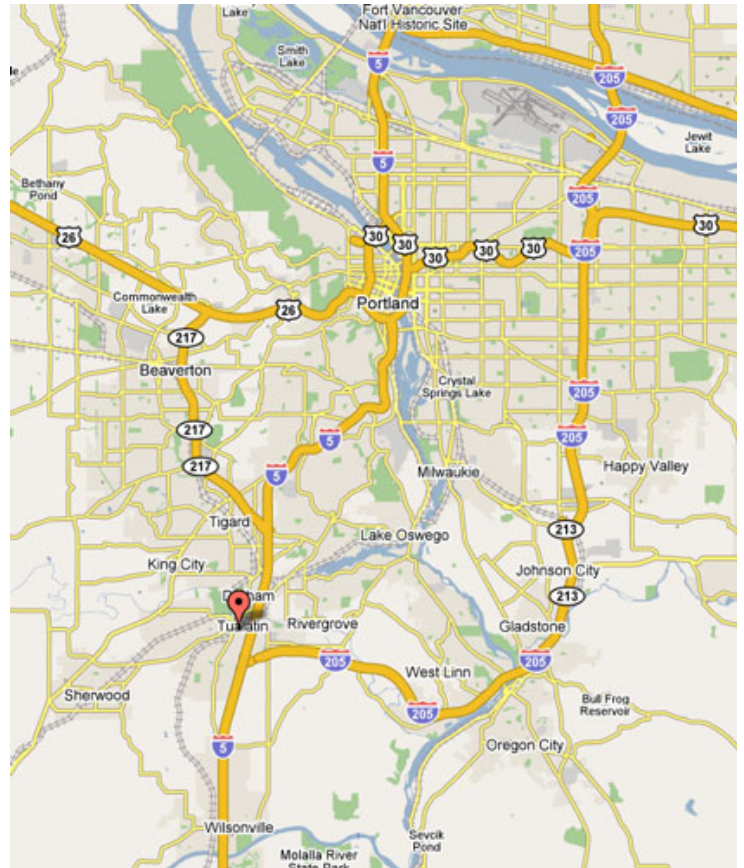 Lake
Fort Vancouver
Nat'l Historic Site
Smith
Lake
5
205
205
Jewit
Lake
5
Bethany
Pond
205
26
30
30
30
30
30
30
205
Commonwealth
Lake
26
Portland
217
Beaverton
Crystal
Springs Lake
205
217
205
5
217
5
Milwaukie
Happy Valley
Tigard
213
Lake Oswego
King City
Johnson City
213
Tualatin
Rivergrove
Gladstone
205
205
West Linn
Sherwood
205
Bull Frog
Reservoir
5
Oregon City
Wilsonville
Sevcik
Pond
Molalla River
State Park